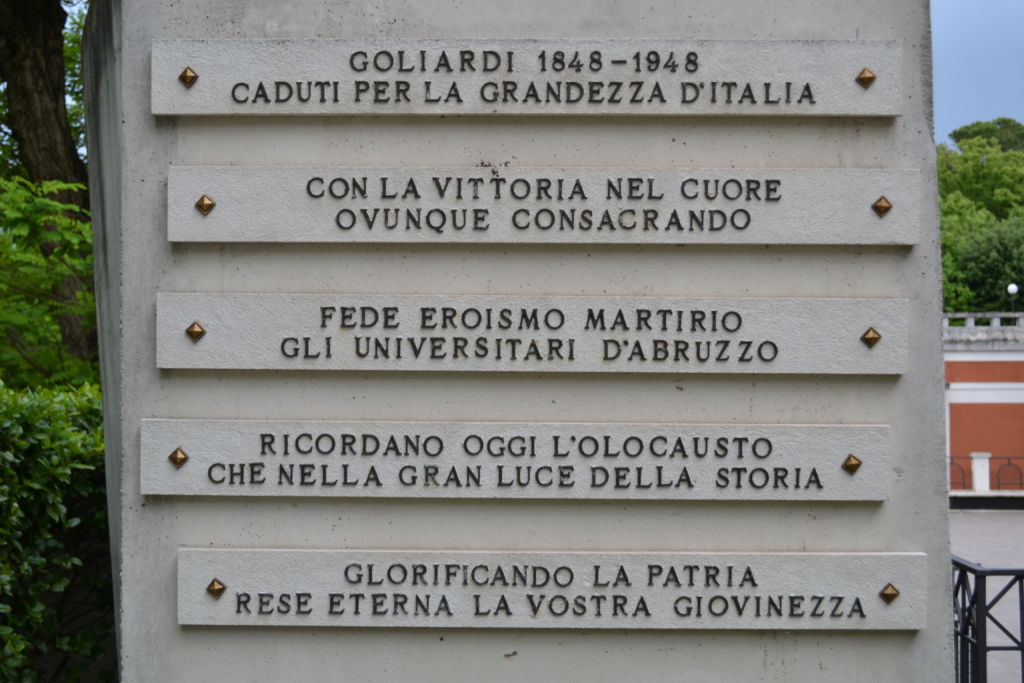 GOLIARDI 1848-1948
CADUTI PER LA GRANDEZZA D'ITALIA
CON LA VITTORIA NEL CUORE
OVUNQUE CONSACRANDO
FEDE EROISMO MARTIRIO
GLI UNIVERSITARI D'ABRUZZO
RICORDANO OGGI L'OLOCAUSTO
CHE NELLA GRAN LUCE DELLA STORIA
GLORIFICANDO LA PATRIA
RESE ETERNA LA VOSTRA GIOVINEZZA